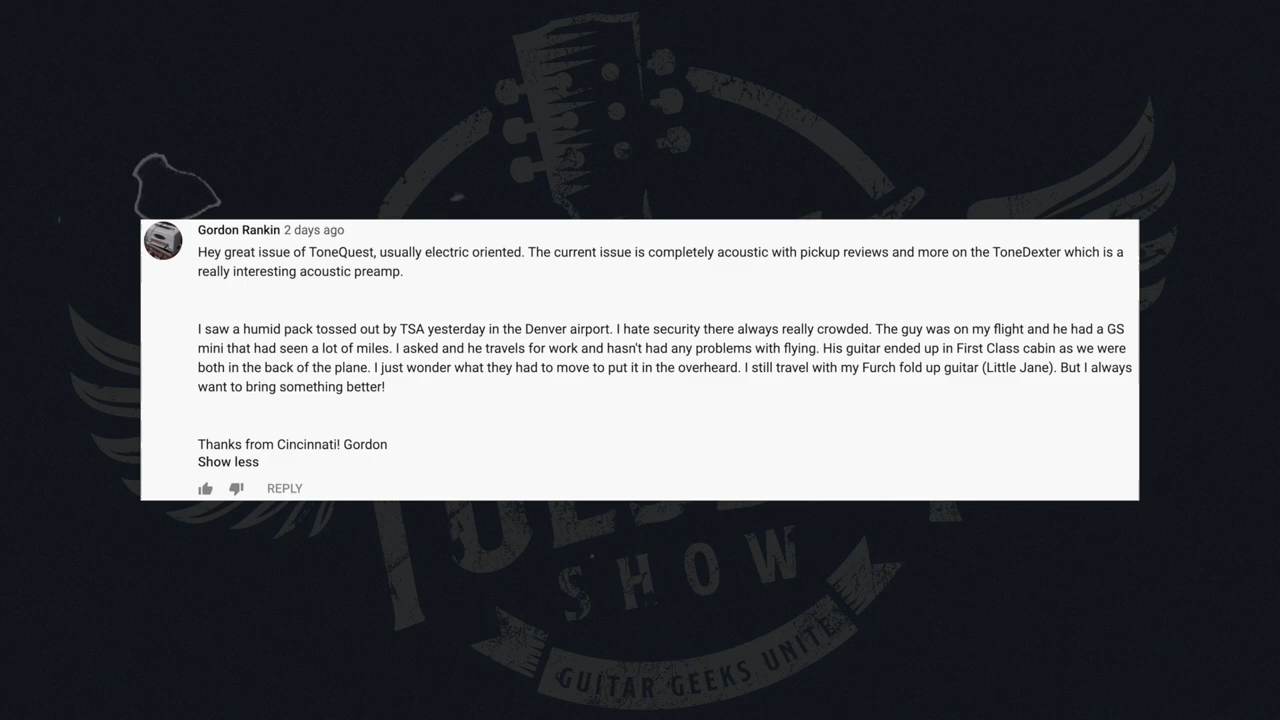 Gordon Rankin 2 days ago
Hey great issue of ToneQuest, usually electric oriented. The current issue is completely acoustic with pickup reviews and more on the ToneDexter which is a
really interesting acoustic preamp.
I saw a humid pack tossed out by TSA yesterday in the Denver airport. I hate security there always really crowded. The guy was on my flight and he had a GS
mini that had seen a lot of miles. I asked and he travels for work and hasn't had any problems with flying. His guitar ended up in First Class cabin as we were
both in the back of the plane. I just wonder what they had to move to put it in the overheard. I still travel with my Furch fold up guitar (Little Jane). But I always
want to bring something better!
Thanks from Cincinnati! Gordon
Show less
REPLY
SHOW
GUITAR GEEKS UNITE